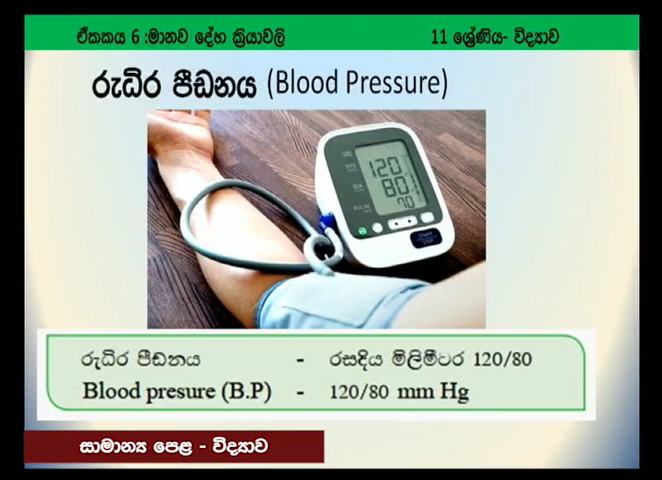 ඒකකය 6 :මානව දේහ ක්‍රියාවලි
11 ශ්‍රේණිය- විද්‍යාව
රුධිර පීඩනය (Blood Pressure)
120
80
70
රුධිර පීඩනය - රසදිය මිලිමීටර 120/80
Blood presure (B.P) - 120/80 mm Hg
සාමාන්‍ය පෙළ - විද්‍යාව